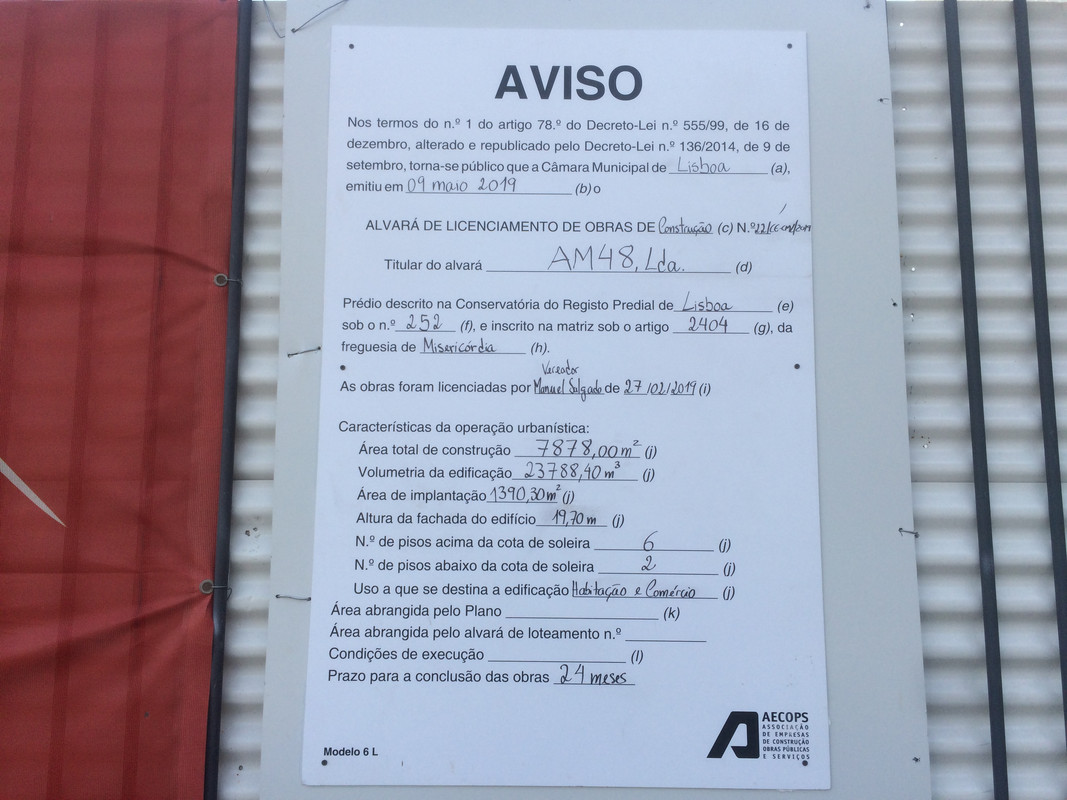 AVISO
Nos termos do n.º 1 do artigo 78.º do Decreto-Lei n.º 555/99, de 16 de
dezembro, alterado e republicado pelo Decreto-Lei n.º 136/2014, de 9 de
setembro, torna-se público que a Câmara Municipal de Lisboa (a),
emitiu em 09 maio 2019 (b) o
ALVARÁ DE LICENCIAMENTO DE OBRAS DE Construção (c) N.º
Titular do alvará AM48, Lda. (d)
Prédio descrito na Conservatória do Registo Predial de Lisboa (e)
sob o n.º 252 (f), e inscrito na matriz sob o artigo 2404 (g), da
freguesia de Misericórdia (h).
Vereador
As obras foram licenciadas por Manuel Salgado de 27/02/2019 (i)
Características da operação urbanística:
Área total de construção 7878,00 m² (j)
Volumetria da edificação 23788,40 m³ (j)
Área de implantação 1390,30 m² (j)
Altura da fachada do edifício 19,70 m (j)
N.º de pisos acima da cota de soleira 6 (j)
N.º de pisos abaixo da cota de soleira 2 (j)
Uso a que se destina a edificação Habitação e Comércio (j)
Área abrangida pelo Plano (k)
Área abrangida pelo alvará de loteamento n.º
Condições de execução (l)
Prazo para a conclusão das obras 24 meses
Modelo 6 L
AECOPS
ASSOCIAÇÃO
DE EMPRESAS
DE CONSTRUÇÃO
OBRAS PÚBLICAS
E SERVIÇOS